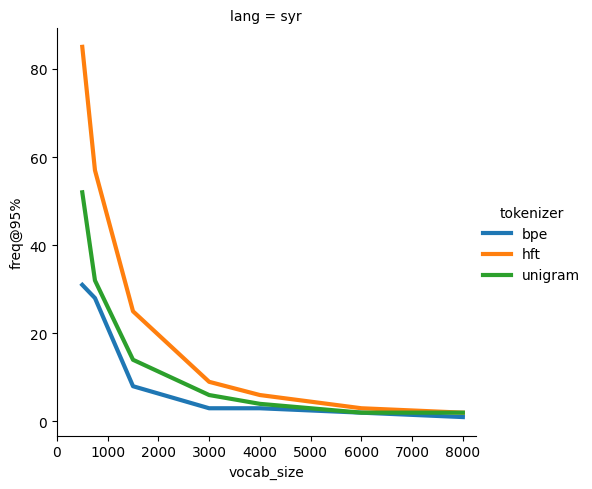 lang = syr
freq@95%
80
60
40
20
0
0 1000 2000 3000 4000 5000 6000 7000 8000
vocab_size
tokenizer
bpe
hft
unigram